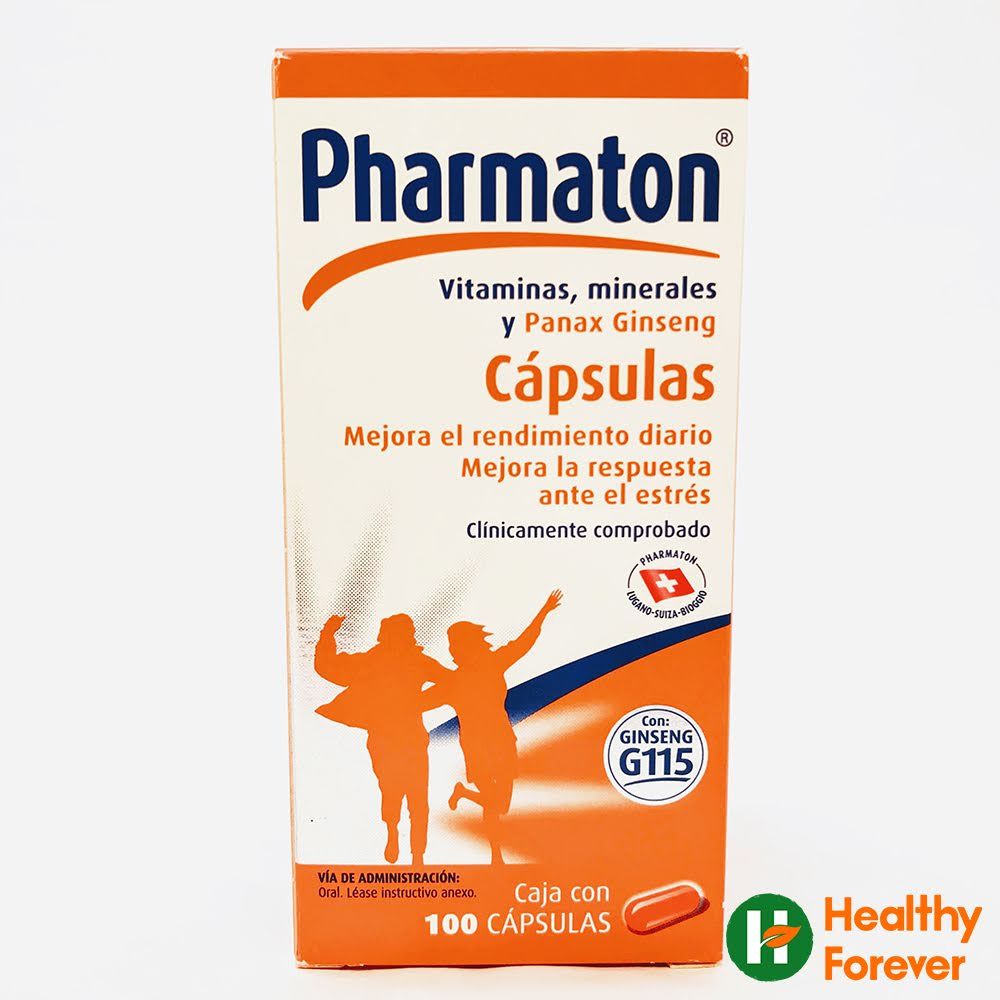 Pharmaton®
Vitaminas, minerales
y Panax Ginseng
Cápsulas
Mejora el rendimiento diario
Mejora la respuesta
ante el estrés
Clínicamente comprobado
PHARMATON
LUGANO-SUIZA-BIOGGIO
Con:
GINSENG
G115
VÍA DE ADMINISTRACIÓN:
Oral. Léase instructivo anexo.
Caja con
100 CÁPSULAS
H
Healthy
Forever